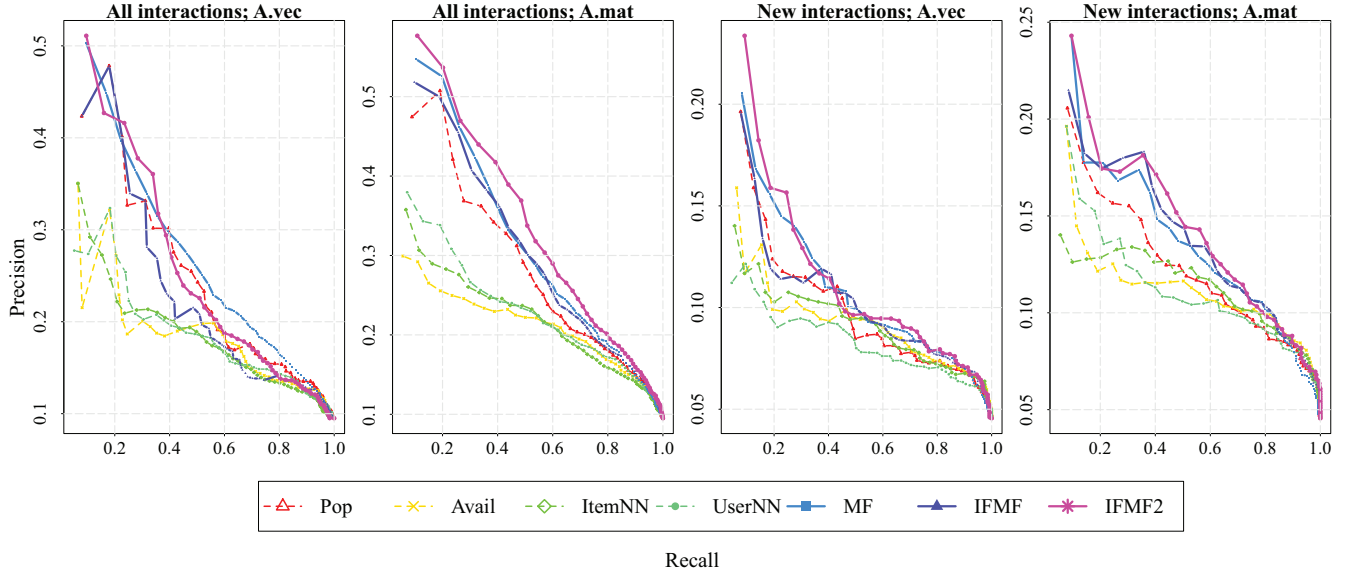 All interactions; A.vec
All interactions; A.mat
New interactions; A.vec
New interactions; A.mat
Precision
0.5
0.4
0.3
0.2
0.1
0.5
0.4
0.3
0.2
0.1
0.20
0.15
0.10
0.05
0.25
0.20
0.15
0.10
0.05
0.2 0.4 0.6 0.8 1.0
0.2 0.4 0.6 0.8 1.0
0.2 0.4 0.6 0.8 1.0
0.2 0.4 0.6 0.8 1.0
Pop Avail ItemNN UserNN MF IFMF IFMF2
Recall